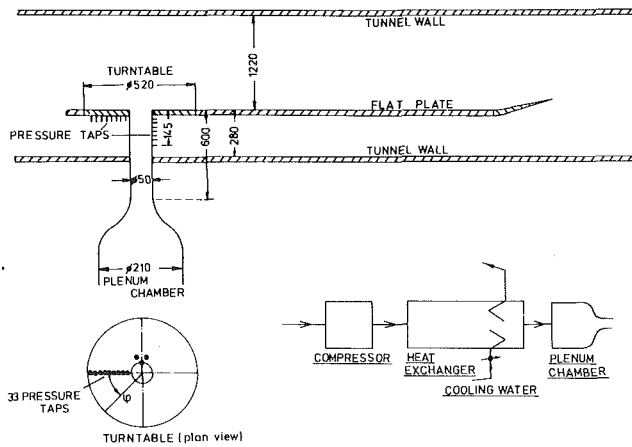 TUNNEL WALL
1220
TURNTABLE
ø520
FLAT PLATE
PRESSURE TAPS
145
600
280
TUNNEL WALL
ø50
ø210
PLENUM
CHAMBER
COMPRESSOR
HEAT
EXCHANGER
PLENUM
CHAMBER
COOLING WATER
33 PRESSURE
TAPS
φ
TURNTABLE (plan view)